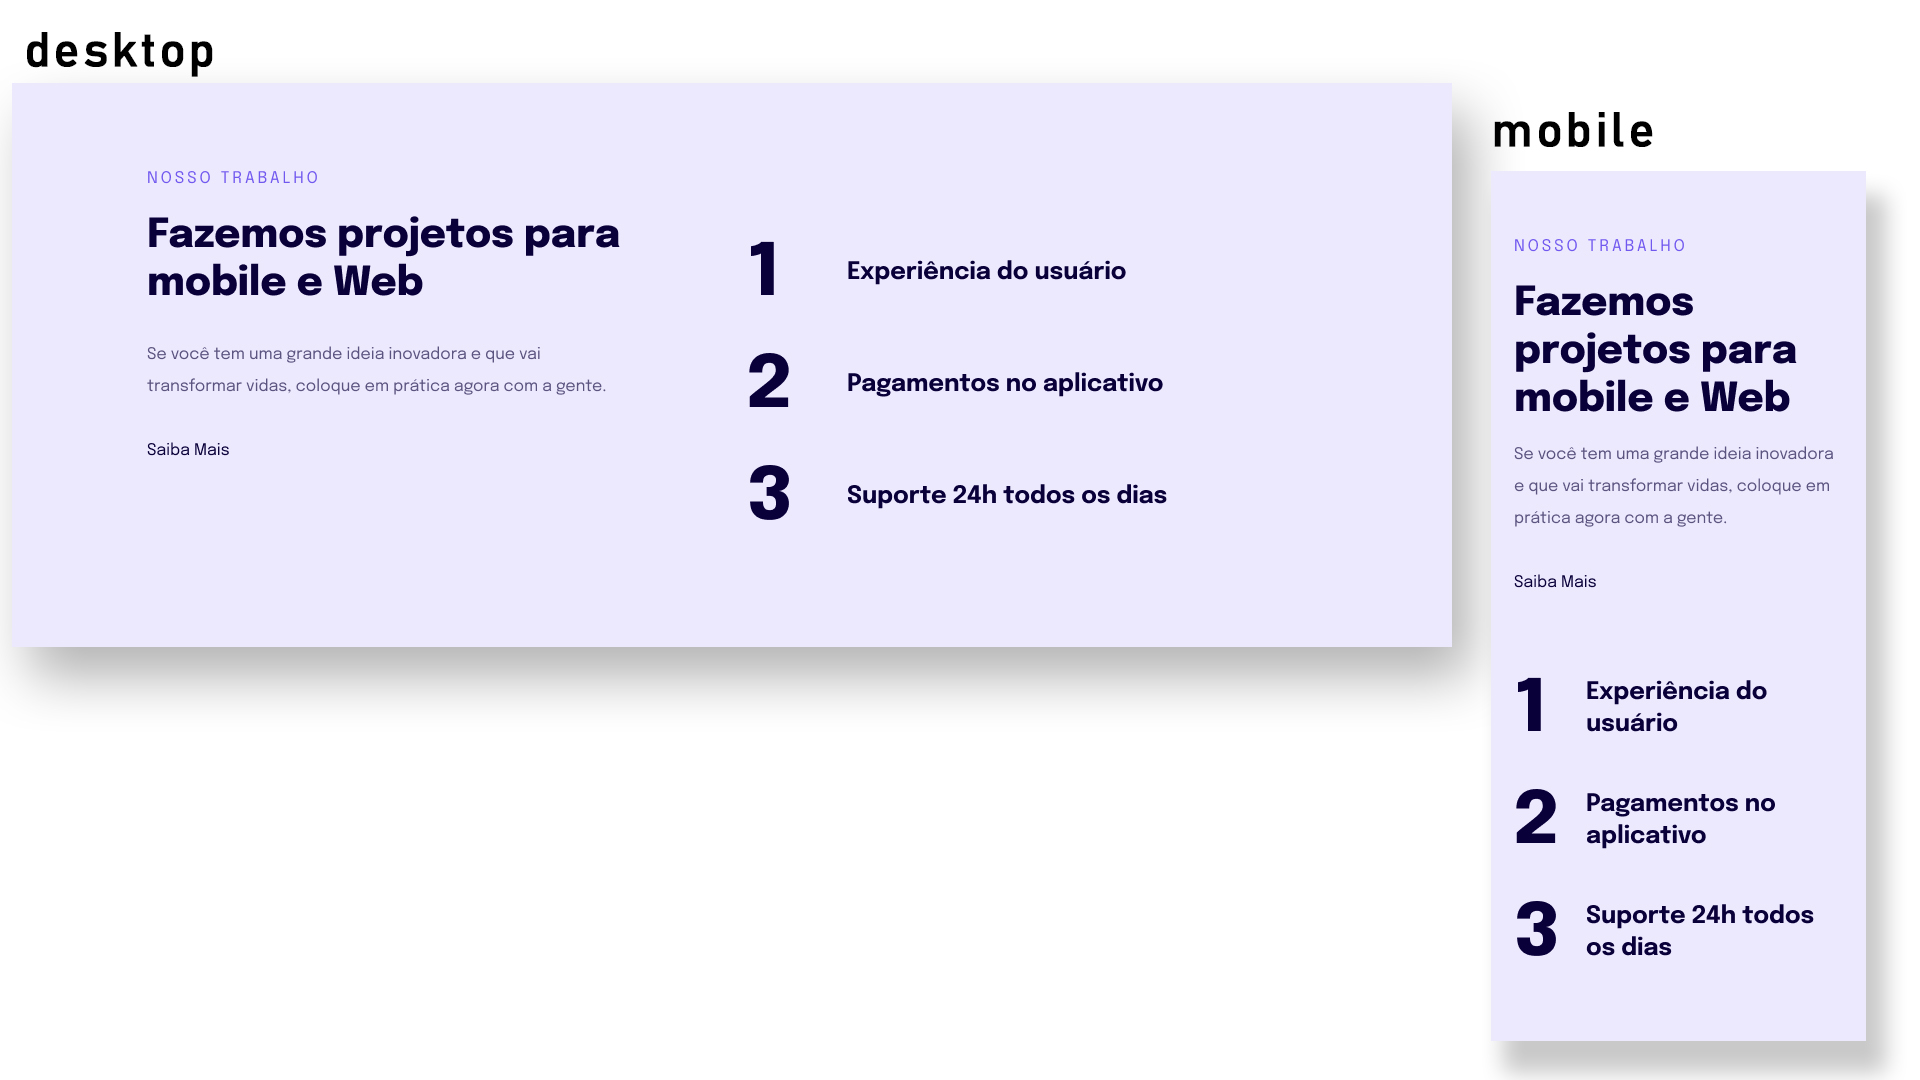 desktop
NOSSO TRABALHO
Fazemos projetos para
mobile e Web
Se você tem uma grande ideia inovadora e que vai
transformar vidas, coloque em prática agora com a gente.
Saiba Mais
1 Experiência do usuário
2 Pagamentos no aplicativo
3 Suporte 24h todos os dias
mobile
NOSSO TRABALHO
Fazemos
projetos para
mobile e Web
Se você tem uma grande ideia inovadora
e que vai transformar vidas, coloque em
prática agora com a gente.
Saiba Mais
1 Experiência do
usuário
2 Pagamentos no
aplicativo
3 Suporte 24h todos
os dias